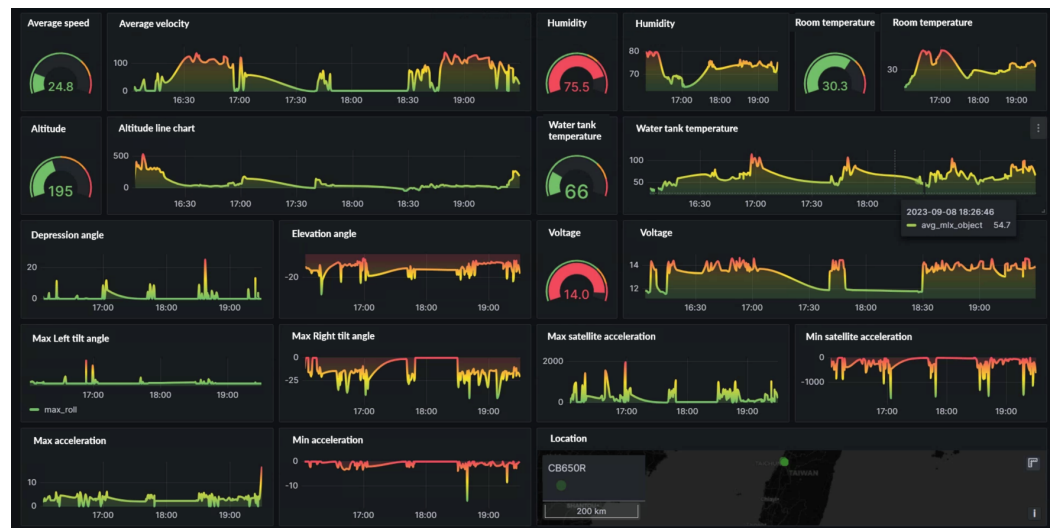 Average speed
24.8
Average velocity
100
0
16:30 17:00 17:30 18:00 18:30 19:00
Humidity
75.5
Humidity
80
70
17:00 18:00 19:00
Room temperature
30.3
Room temperature
30
17:00 18:00 19:00
Altitude
195
Altitude line chart
500
0
16:30 17:00 17:30 18:00 18:30 19:00
Water tank
temperature
66
Water tank temperature
100
50
16:30 17:00 17:30 18:00
2023-09-08 18:26:46
avg_mlx_object 54.7
Depression angle
20
0
17:00 18:00 19:00
Elevation angle
-20
17:00 18:00 19:00
Voltage
14.0
Voltage
14
12
16:30 17:00 17:30 18:00 18:30 19:00
Max Left tilt angle
17:00 18:00 19:00
max_roll
Max Right tilt angle
0
-25
17:00 18:00 19:00
Max satellite acceleration
2000
0
17:00 18:00 19:00
Min satellite acceleration
0
-1000
17:00 18:00 19:00
Max acceleration
10
0
17:00 18:00 19:00
Min acceleration
0
-10
17:00 18:00 19:00
Location
CB650R
200 km
TAIWAN